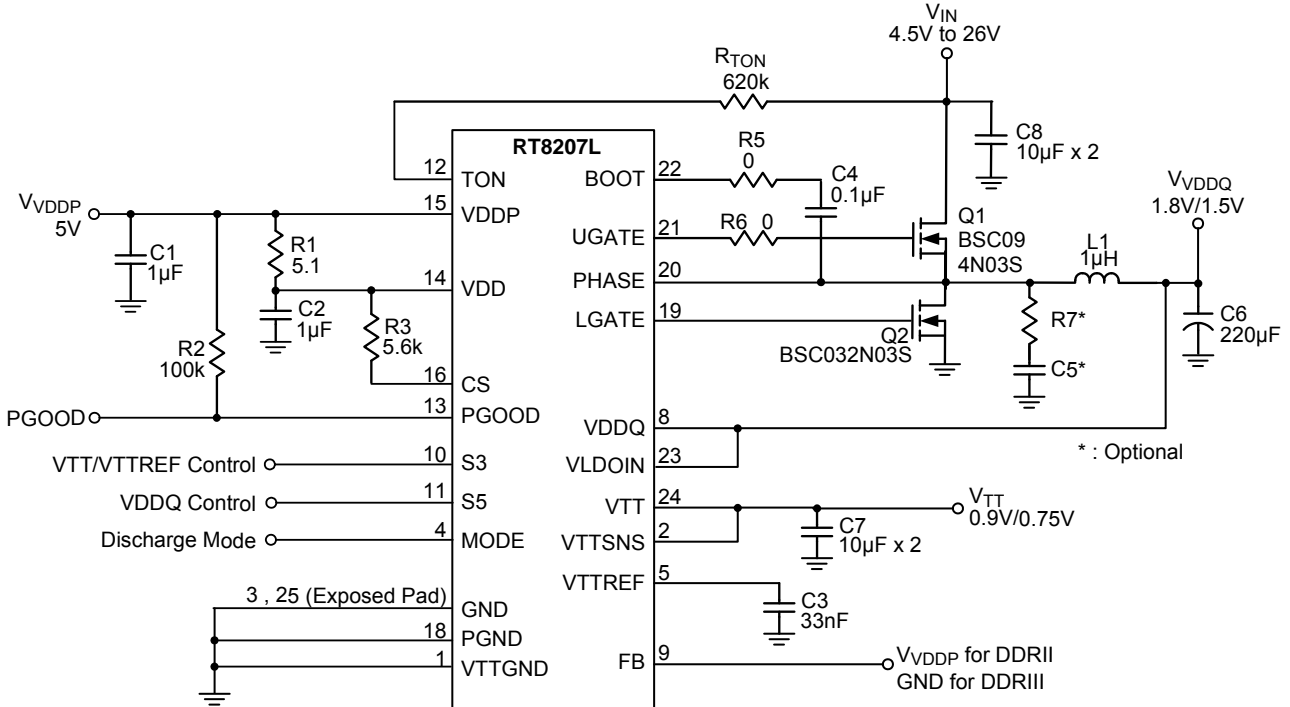 VIN
4.5V to 26V
RTON
620k
RT8207L
C8
10µF x 2
R5
0
12
TON
BOOT
22
C4
0.1µF
VVDDQ
1.8V/1.5V
VVDDP
5V
15
VDDP
UGATE
21
R6 0
Q1
BSC09
4N03S
C1
1µF
R1
5.1
L1
1µH
14
VDD
PHASE
20
C2
1µF
R3
5.6k
LGATE
19
Q2
BSC032N03S
R7*
C6
220µF
R2
100k
C5*
16
CS
PGOOD
13
PGOOD
VDDQ
8
* : Optional
VTT/VTTREF Control
10
S3
VLDOIN
23
VDDQ Control
11
S5
VTT
24
VTT
0.9V/0.75V
Discharge Mode
4
MODE
VTTSNS
2
C7
10µF x 2
VTTREF
5
3 , 25 (Exposed Pad)
GND
C3
33nF
18
PGND
1
VTTGND
FB
9
VVDDP for DDRII
GND for DDRIII